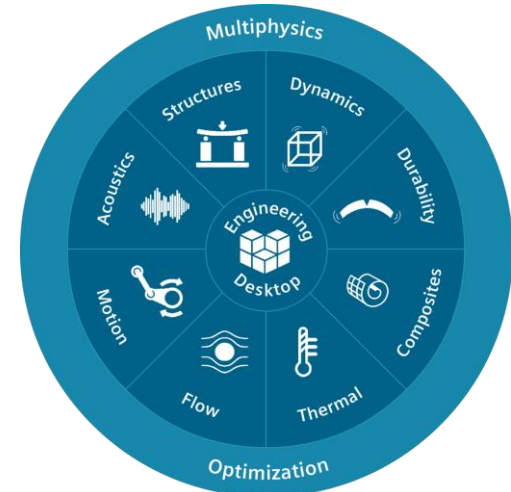 Multiphysics
Structures
Dynamics
Acoustics
Durability
Engineering
Desktop
Motion
Composites
Flow
Thermal
Optimization